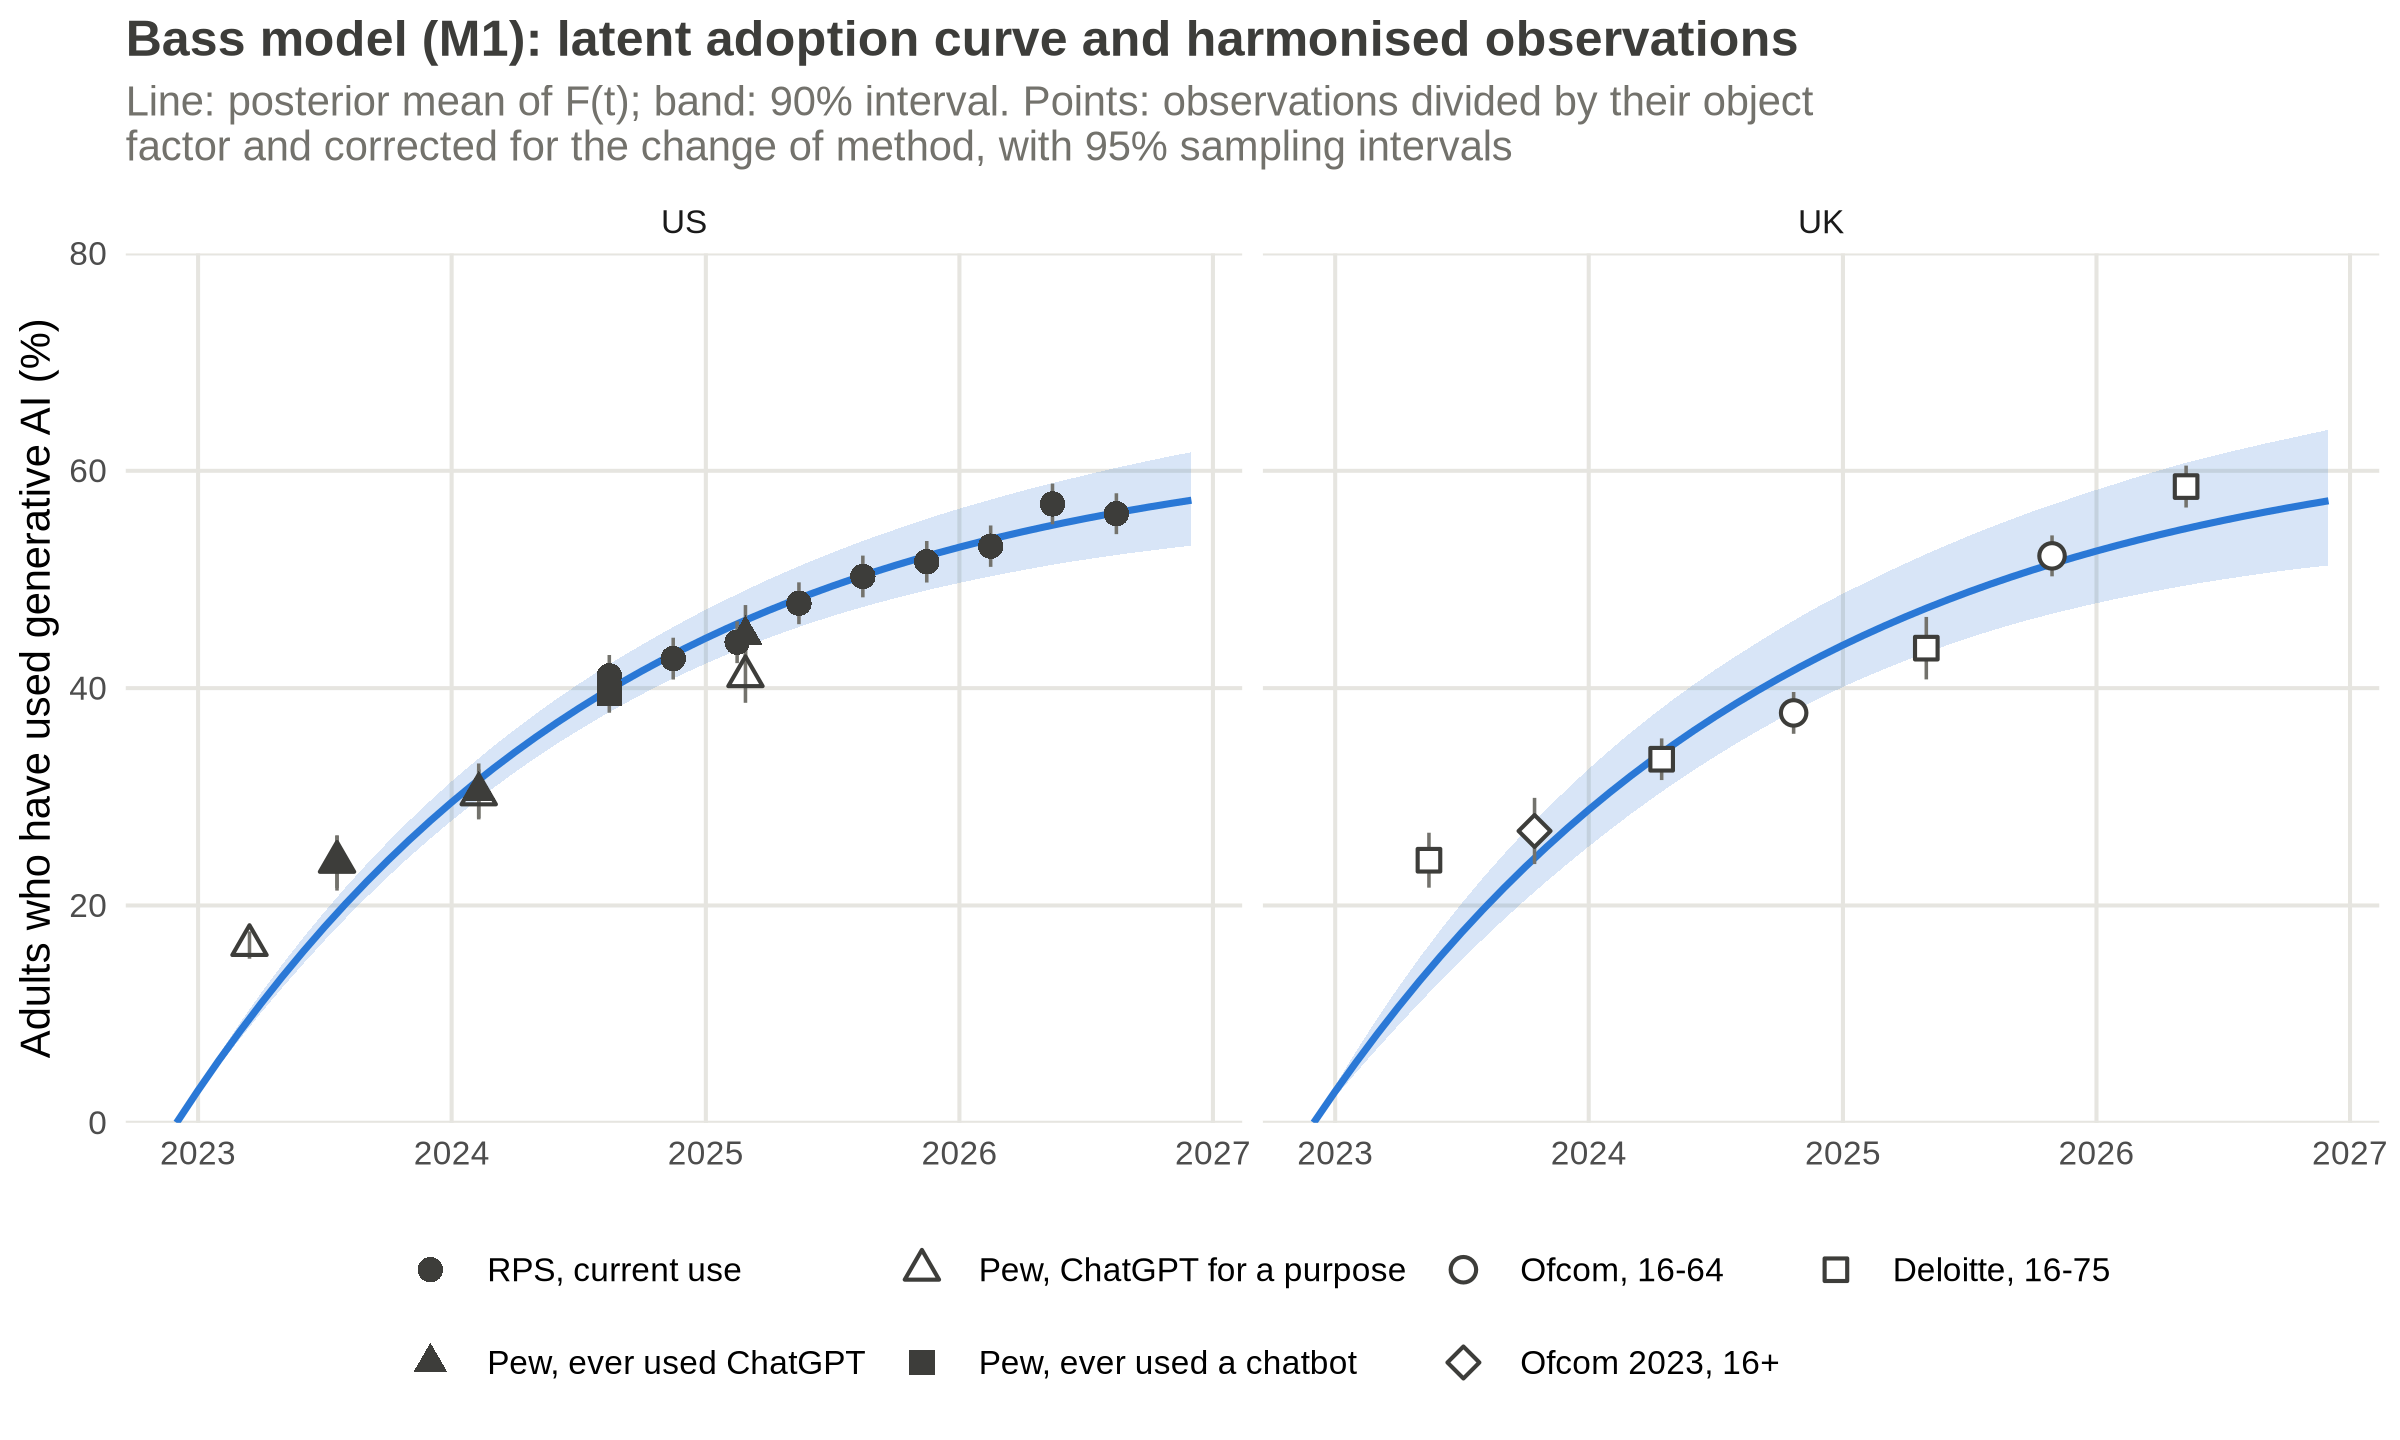 Bass model (M1): latent adoption curve and harmonised observations
Line: posterior mean of F(t); band: 90% interval. Points: observations divided by their object
factor and corrected for the change of method, with 95% sampling intervals
US
UK
Adults who have used generative AI (%)
80
60
40
20
0
2023 2024 2025 2026 2027
2023 2024 2025 2026 2027
RPS, current use
Pew, ChatGPT for a purpose
Ofcom, 16-64
Deloitte, 16-75
Pew, ever used ChatGPT
Pew, ever used a chatbot
Ofcom 2023, 16+